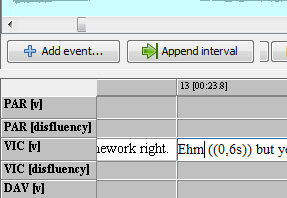 Add event... Append interval
13 [00:23.8]
PAR [v]
PAR [disfluency]
VIC [v] nework right. Ehm ((0,6s)) but yo
VIC [disfluency]
DAV [v]